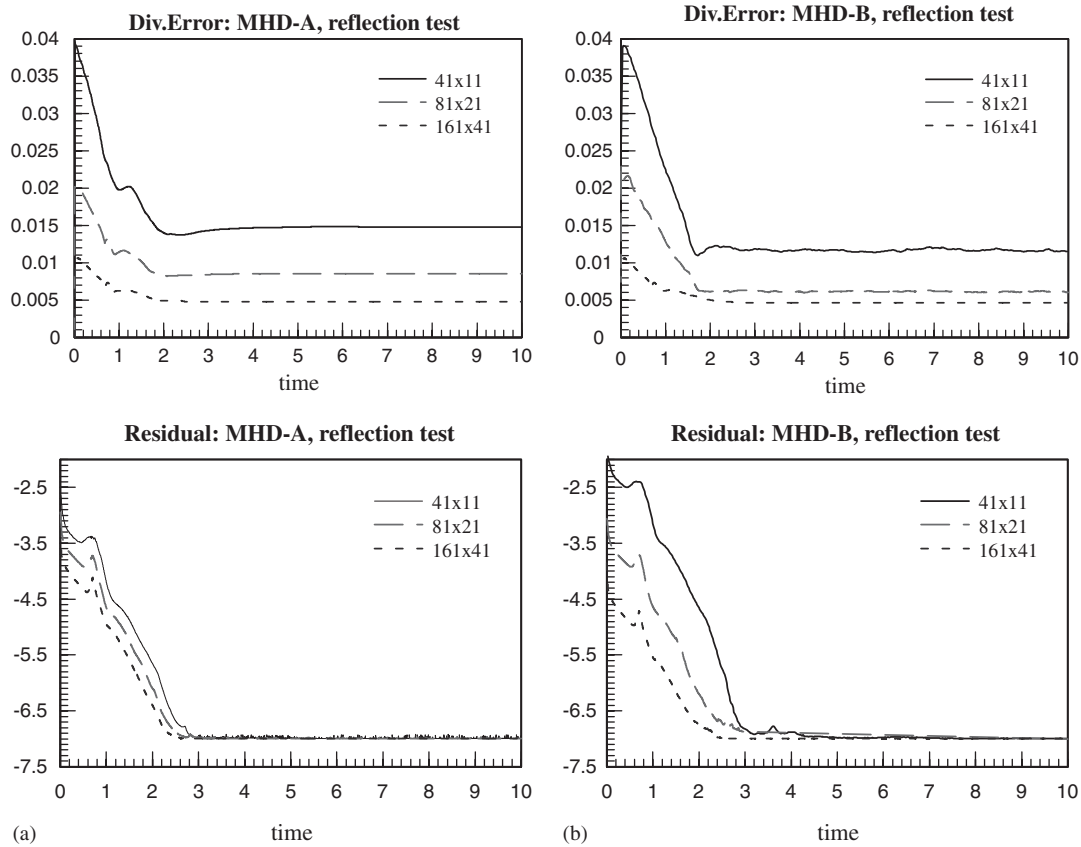 Div.Error: MHD-A, reflection test
0.04
0.035
0.03
0.025
0.02
0.015
0.01
0.005
0
41x11
81x21
161x41
0 1 2 3 4 5 6 7 8 9 10
time
Div.Error: MHD-B, reflection test
0.04
0.035
0.03
0.025
0.02
0.015
0.01
0.005
0
41x11
81x21
161x41
0 1 2 3 4 5 6 7 8 9 10
time
Residual: MHD-A, reflection test
-2.5
-3.5
-4.5
-5.5
-6.5
-7.5
41x11
81x21
161x41
0 1 2 3 4 5 6 7 8 9 10
(a) time
Residual: MHD-B, reflection test
-2.5
-3.5
-4.5
-5.5
-6.5
-7.5
41x11
81x21
161x41
0 1 2 3 4 5 6 7 8 9 10
(b) time